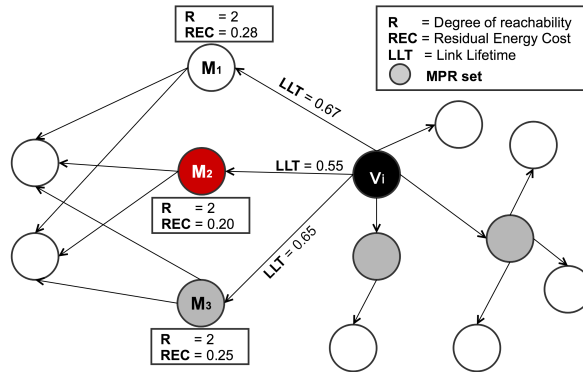 R = 2
REC = 0.28
R = Degree of reachability
REC = Residual Energy Cost
LLT = Link Lifetime
MPR set
M1
LLT = 0.67
M2
LLT = 0.55
Vi
R = 2
REC = 0.20
LLT = 0.65
M3
R = 2
REC = 0.25